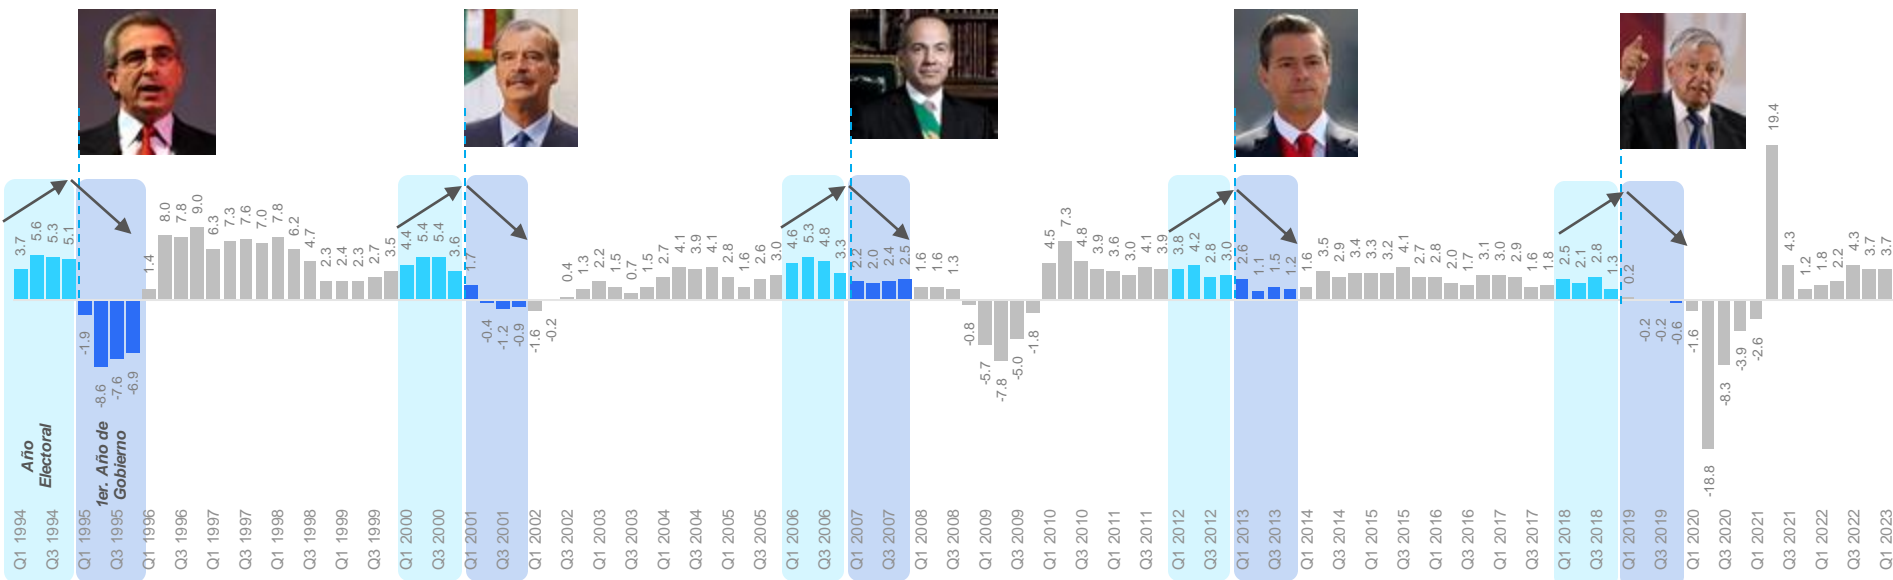 3.7
5.6
5.3
5.1
-1.9
-8.6
-7.6
-6.9
1.4
8.0
7.8
9.0
6.3
7.3
7.6
7.0
7.8
6.2
4.7
2.3
2.4
2.3
2.7
3.5
4.4
5.4
5.4
3.6
1.7
-0.4
-1.2
-0.9
-1.6
-0.2
0.4
1.3
2.2
1.5
0.7
1.5
2.7
4.1
3.9
4.1
2.8
1.6
2.6
3.0
4.6
5.3
4.8
3.3
2.2
2.0
2.4
2.5
1.6
1.6
1.3
-0.8
-5.7
-7.8
-5.0
-1.8
4.5
7.3
4.8
3.9
3.6
3.0
4.1
3.9
3.8
4.2
2.8
3.0
2.6
1.1
1.5
1.2
1.6
3.5
2.9
3.4
3.3
3.2
4.1
2.7
2.8
2.0
1.7
3.1
3.0
2.9
1.6
1.8
2.5
2.1
2.8
1.3
0.2
-0.2
-0.2
-0.6
-1.6
-18.8
-8.3
-3.9
-2.6
19.4
4.3
1.2
1.8
2.2
4.3
3.7
3.7
Año
Electoral
1er. Año de
Gobierno
Q1 1994
Q3 1994
Q1 1995
Q3 1995
Q1 1996
Q3 1996
Q1 1997
Q3 1997
Q1 1998
Q3 1998
Q1 1999
Q3 1999
Q1 2000
Q3 2000
Q1 2001
Q3 2001
Q1 2002
Q3 2002
Q1 2003
Q3 2003
Q1 2004
Q3 2004
Q1 2005
Q3 2005
Q1 2006
Q3 2006
Q1 2007
Q3 2007
Q1 2008
Q3 2008
Q1 2009
Q3 2009
Q1 2010
Q3 2010
Q1 2011
Q3 2011
Q1 2012
Q3 2012
Q1 2013
Q3 2013
Q1 2014
Q3 2014
Q1 2015
Q3 2015
Q1 2016
Q3 2016
Q1 2017
Q3 2017
Q1 2018
Q3 2018
Q1 2019
Q3 2019
Q1 2020
Q3 2020
Q1 2021
Q3 2021
Q1 2022
Q3 2022
Q1 2023